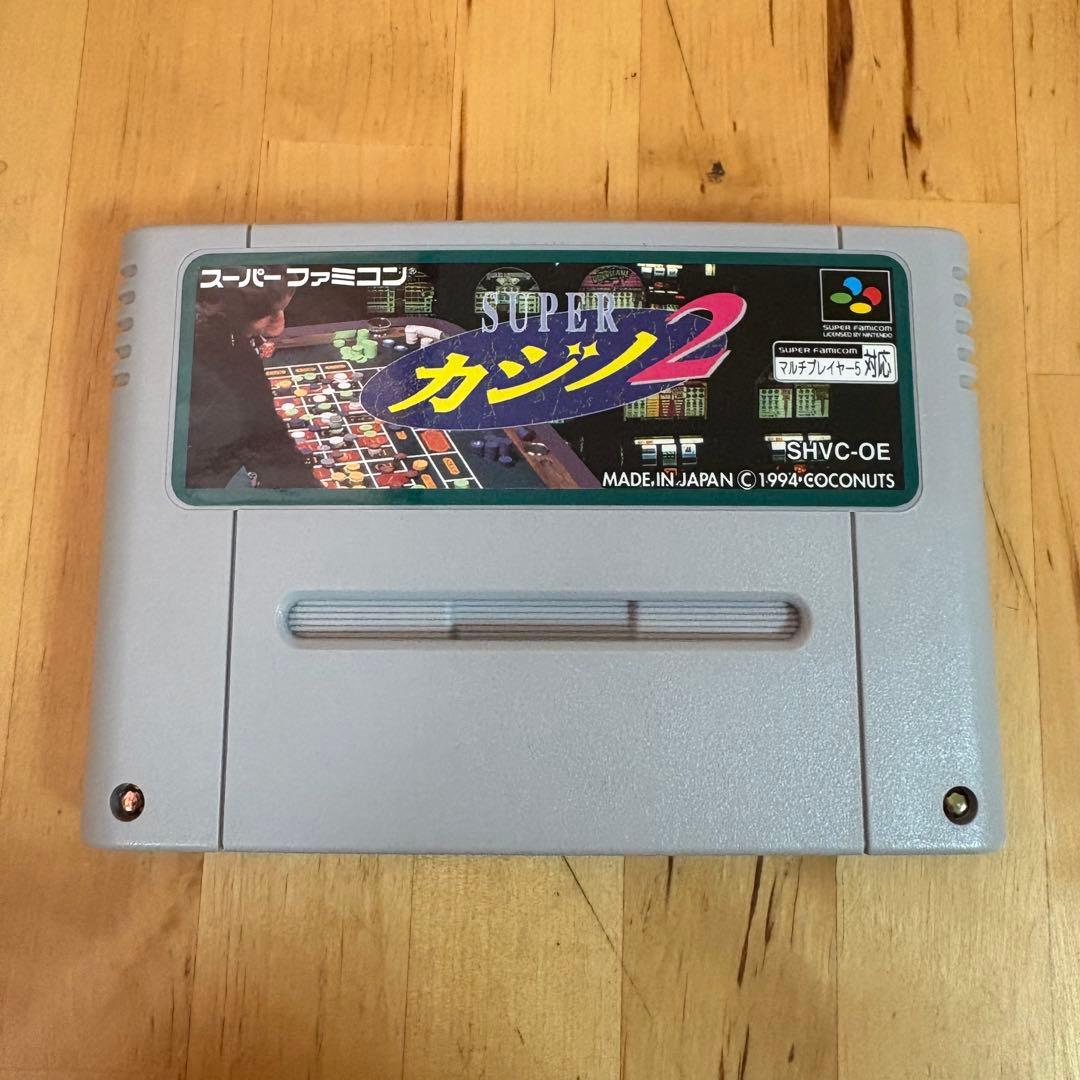 スーパーファミコン®
SUPER
カジノ2
SUPER FAMICOM
LICENSED BY NINTENDO
SUPER FAMICOM
マルチプレイヤー5 対応
SHVC-OE
MADE IN JAPAN ©1994 COCONUTS